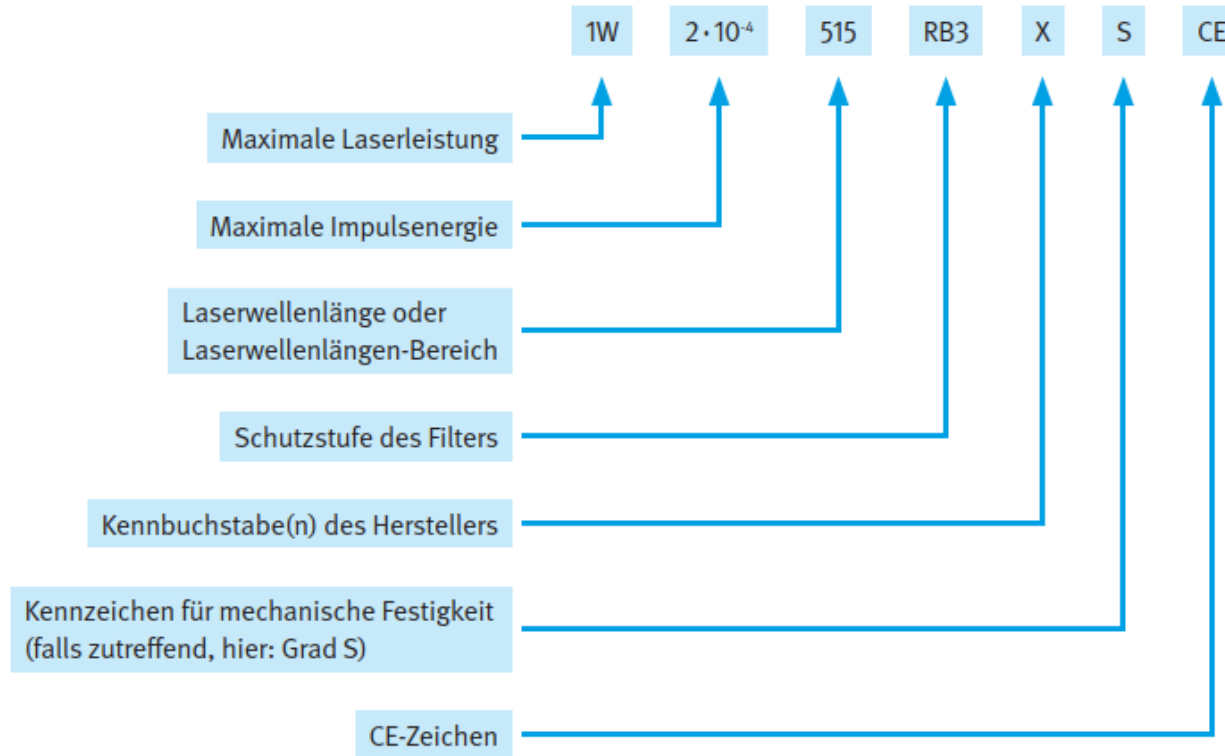 1W 2·10⁻⁴ 515 RB3 X S CE
Maximale Laserleistung
Maximale Impulsenergie
Laserwellenlänge oder
Laserwellenlängen-Bereich
Schutzstufe des Filters
Kennbuchstabe(n) des Herstellers
Kennzeichen für mechanische Festigkeit
(falls zutreffend, hier: Grad S)
CE-Zeichen